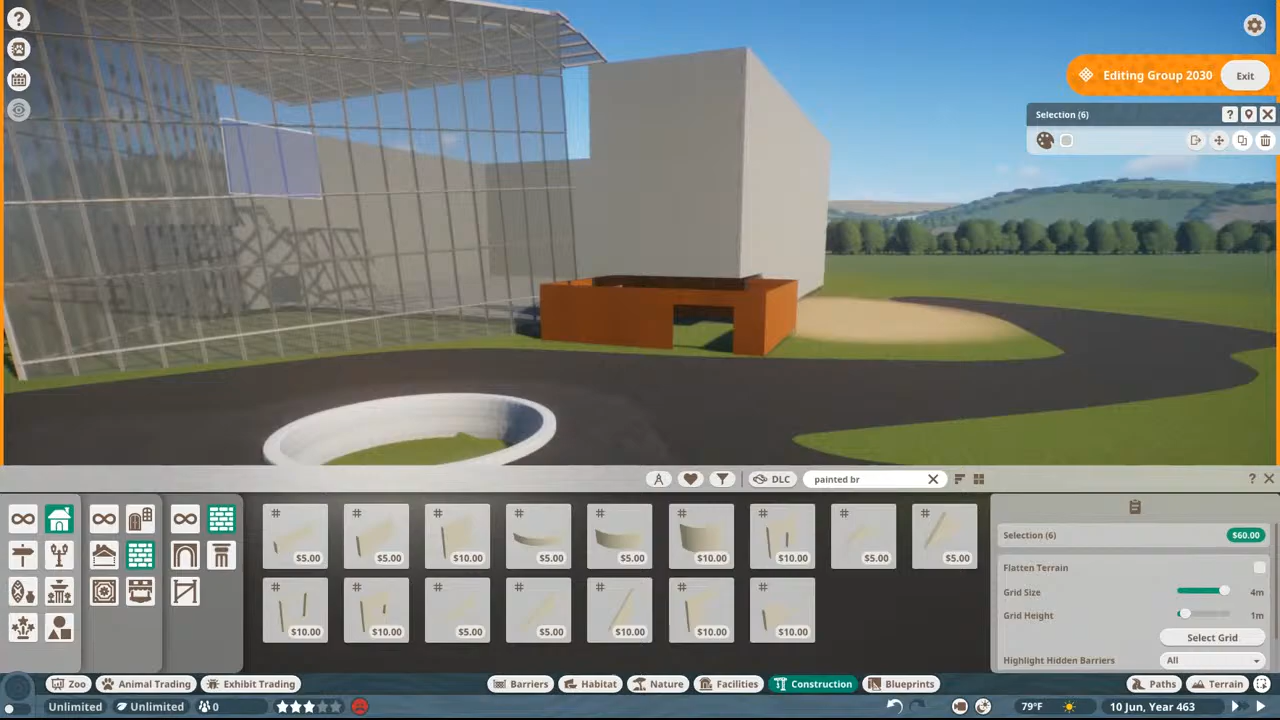 Editing Group 2030
Exit
Selection (6)
?
?
DLC
painted br
?
$5.00
$5.00
$10.00
$5.00
$5.00
$10.00
$10.00
$5.00
$5.00
$10.00
$10.00
$5.00
$5.00
$10.00
$10.00
$10.00
Selection (6)
$60.00
Flatten Terrain
Grid Size
4m
Grid Height
1m
Select Grid
Highlight Hidden Barriers
All
Zoo
Animal Trading
Exhibit Trading
Barriers
Habitat
Nature
Facilities
Construction
Blueprints
Paths
Terrain
Unlimited
Unlimited
0
79°F
10 Jun, Year 463